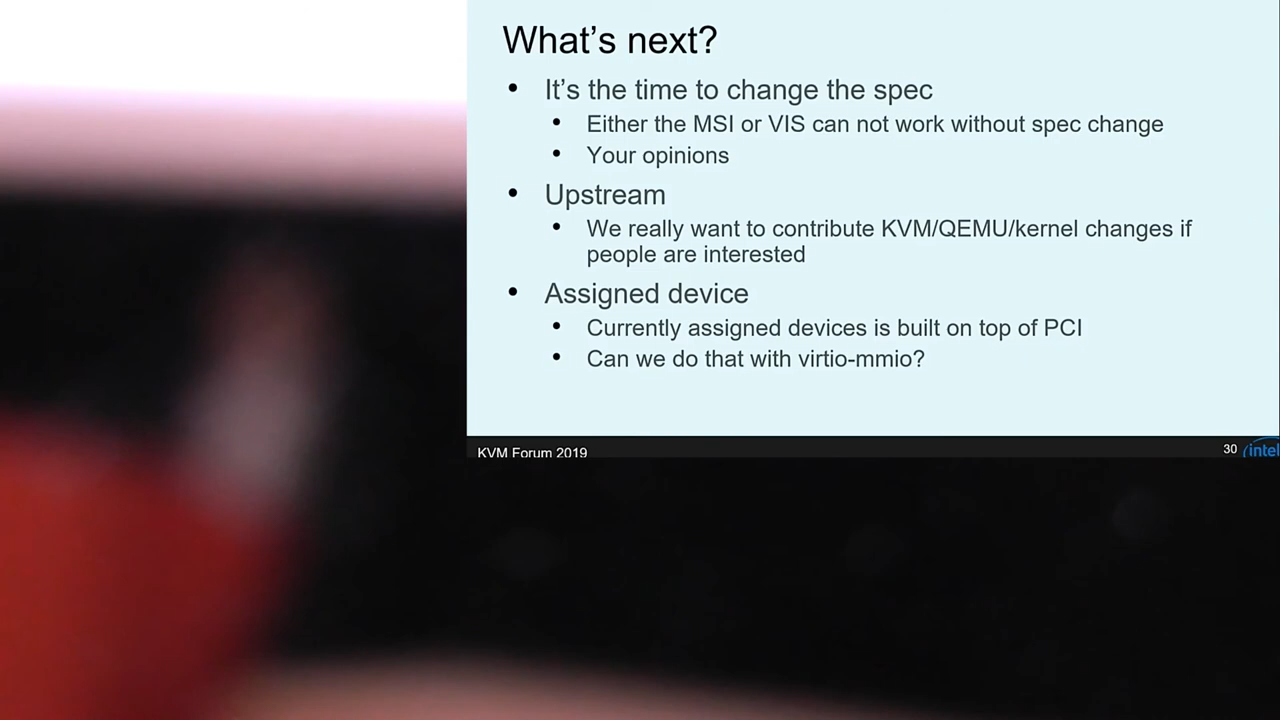 What's next?
• It's the time to change the spec
• Either the MSI or VIS can not work without spec change
• Your opinions
• Upstream
• We really want to contribute KVM/QEMU/kernel changes if
people are interested
• Assigned device
• Currently assigned devices is built on top of PCI
• Can we do that with virtio-mmio?
KVM Forum 2019
30
intel